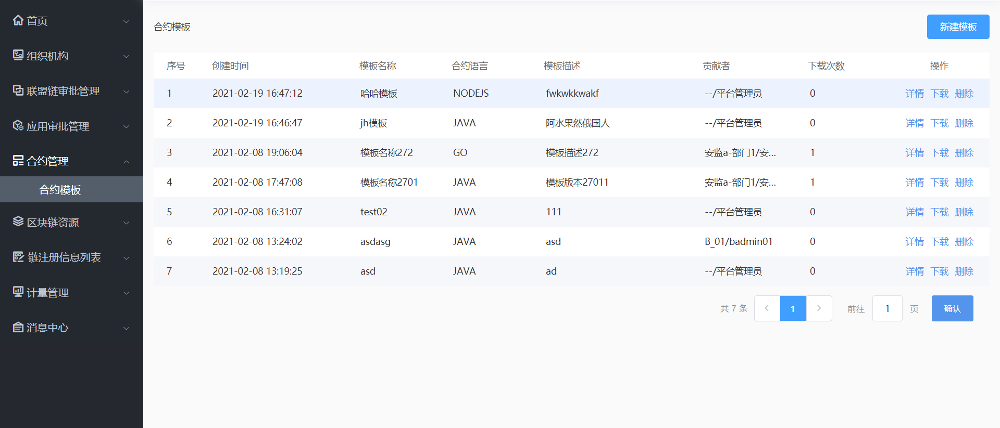 首页
组织机构
联盟链审批管理
应用审批管理
合约管理
合约模板
区块链资源
链注册信息列表
计量管理
消息中心
合约模板
新建模板
序号 创建时间 模板名称 合约语言 模板描述 贡献者 下载次数 操作
1 2021-02-19 16:47:12 哈哈模板 NODEJS fwkwkkwakf --/平台管理员 0 详情 下载 删除
2 2021-02-19 16:46:47 jh模板 JAVA 阿水果然俄国人 --/平台管理员 0 详情 下载 删除
3 2021-02-08 19:06:04 模板名称272 GO 模板描述272 安监a-部门1/安... 1 详情 下载 删除
4 2021-02-08 17:47:08 模板名称2701 JAVA 模板版本27011 安监a-部门1/安... 1 详情 下载 删除
5 2021-02-08 16:31:07 test02 JAVA 111 --/平台管理员 0 详情 下载 删除
6 2021-02-08 13:24:02 asdasg JAVA asd B_01/badmin01 0 详情 下载 删除
7 2021-02-08 13:19:25 asd JAVA ad --/平台管理员 0 详情 下载 删除
共 7 条 1 前往 1 页 确认